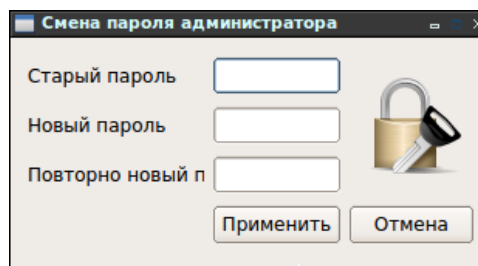 Смена пароля администратора
Старый пароль
Новый пароль
Повторно новый п
Применить Отмена